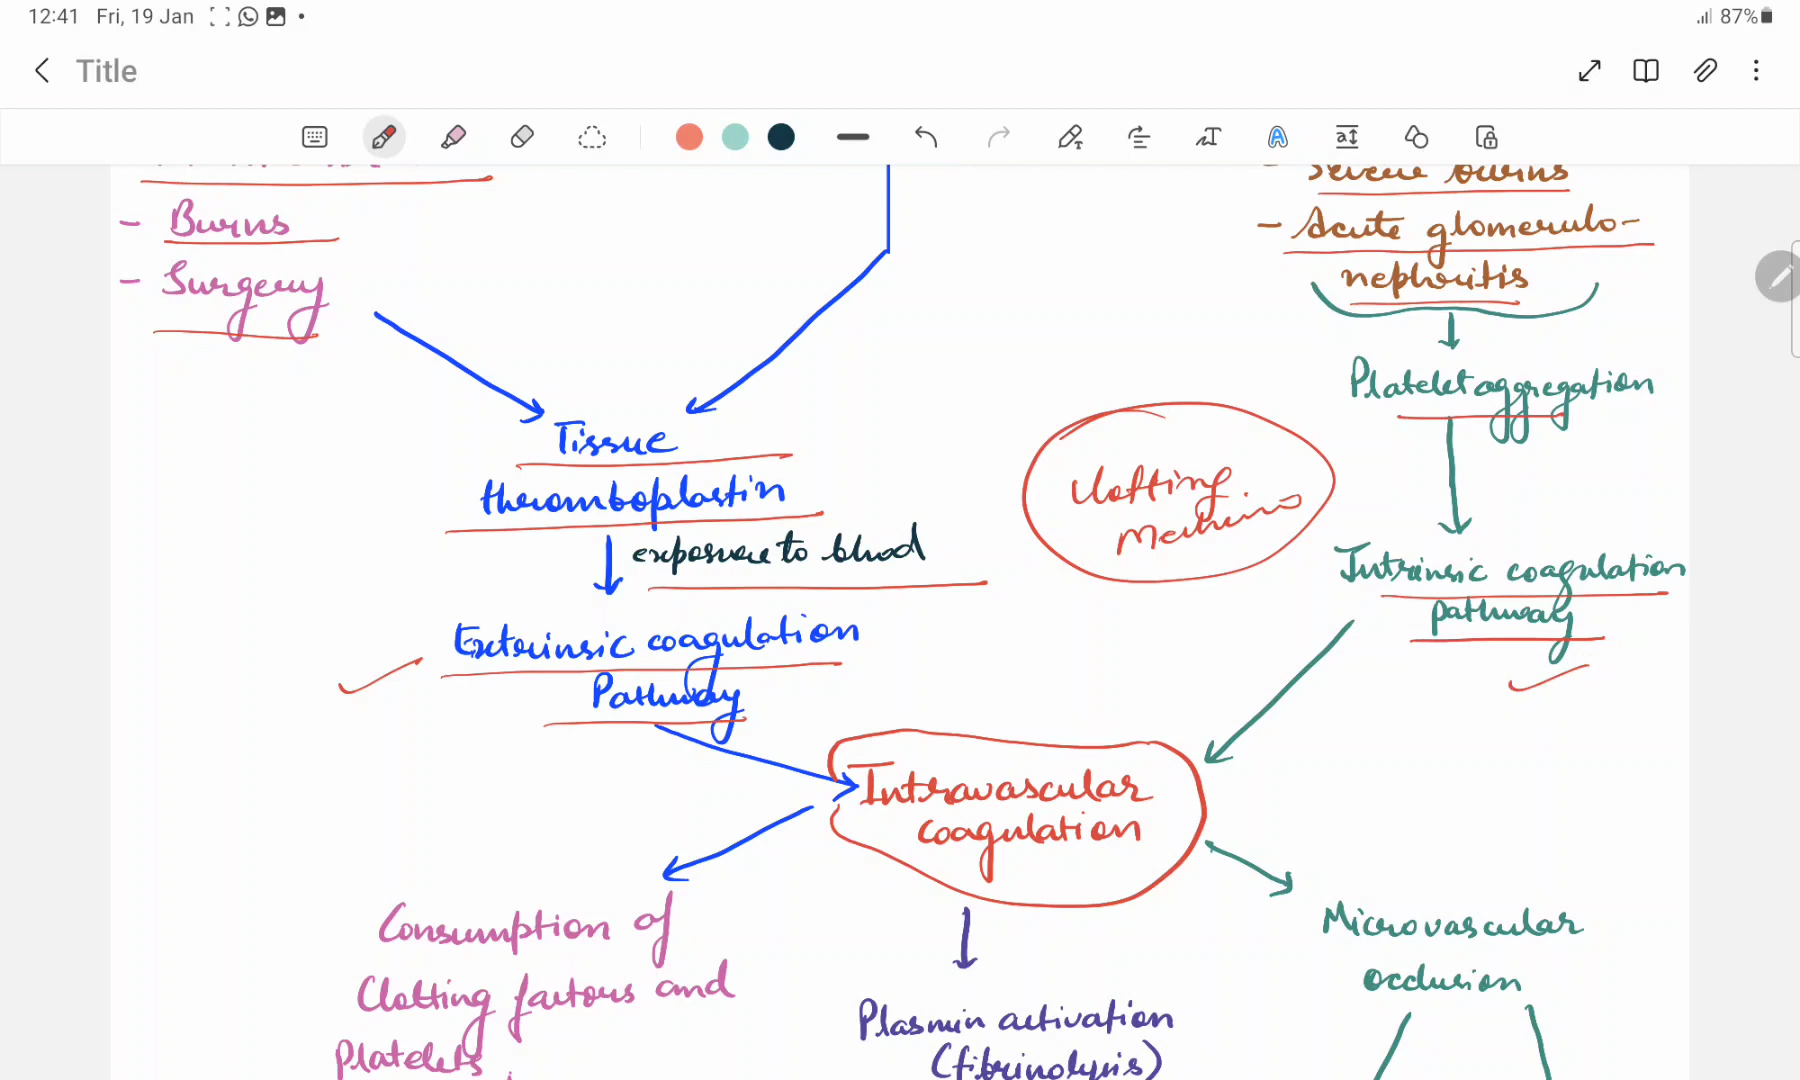 12:41 Fri, 19 Jan
87%
Title
Severe burns
- Burns
- Acute glomerulo-
nephritis
- Surgery
Platelet aggregation
Tissue
thromboplastin
Clotting
exposure to blood
Intrinsic coagulation
pathway
Extrinsic coagulation
Pathway
Intravascular
coagulation
Consumption of
Clotting factors and
Platelets
Microvascular
occlusion
Plasmin activation
(fibrinolysis)